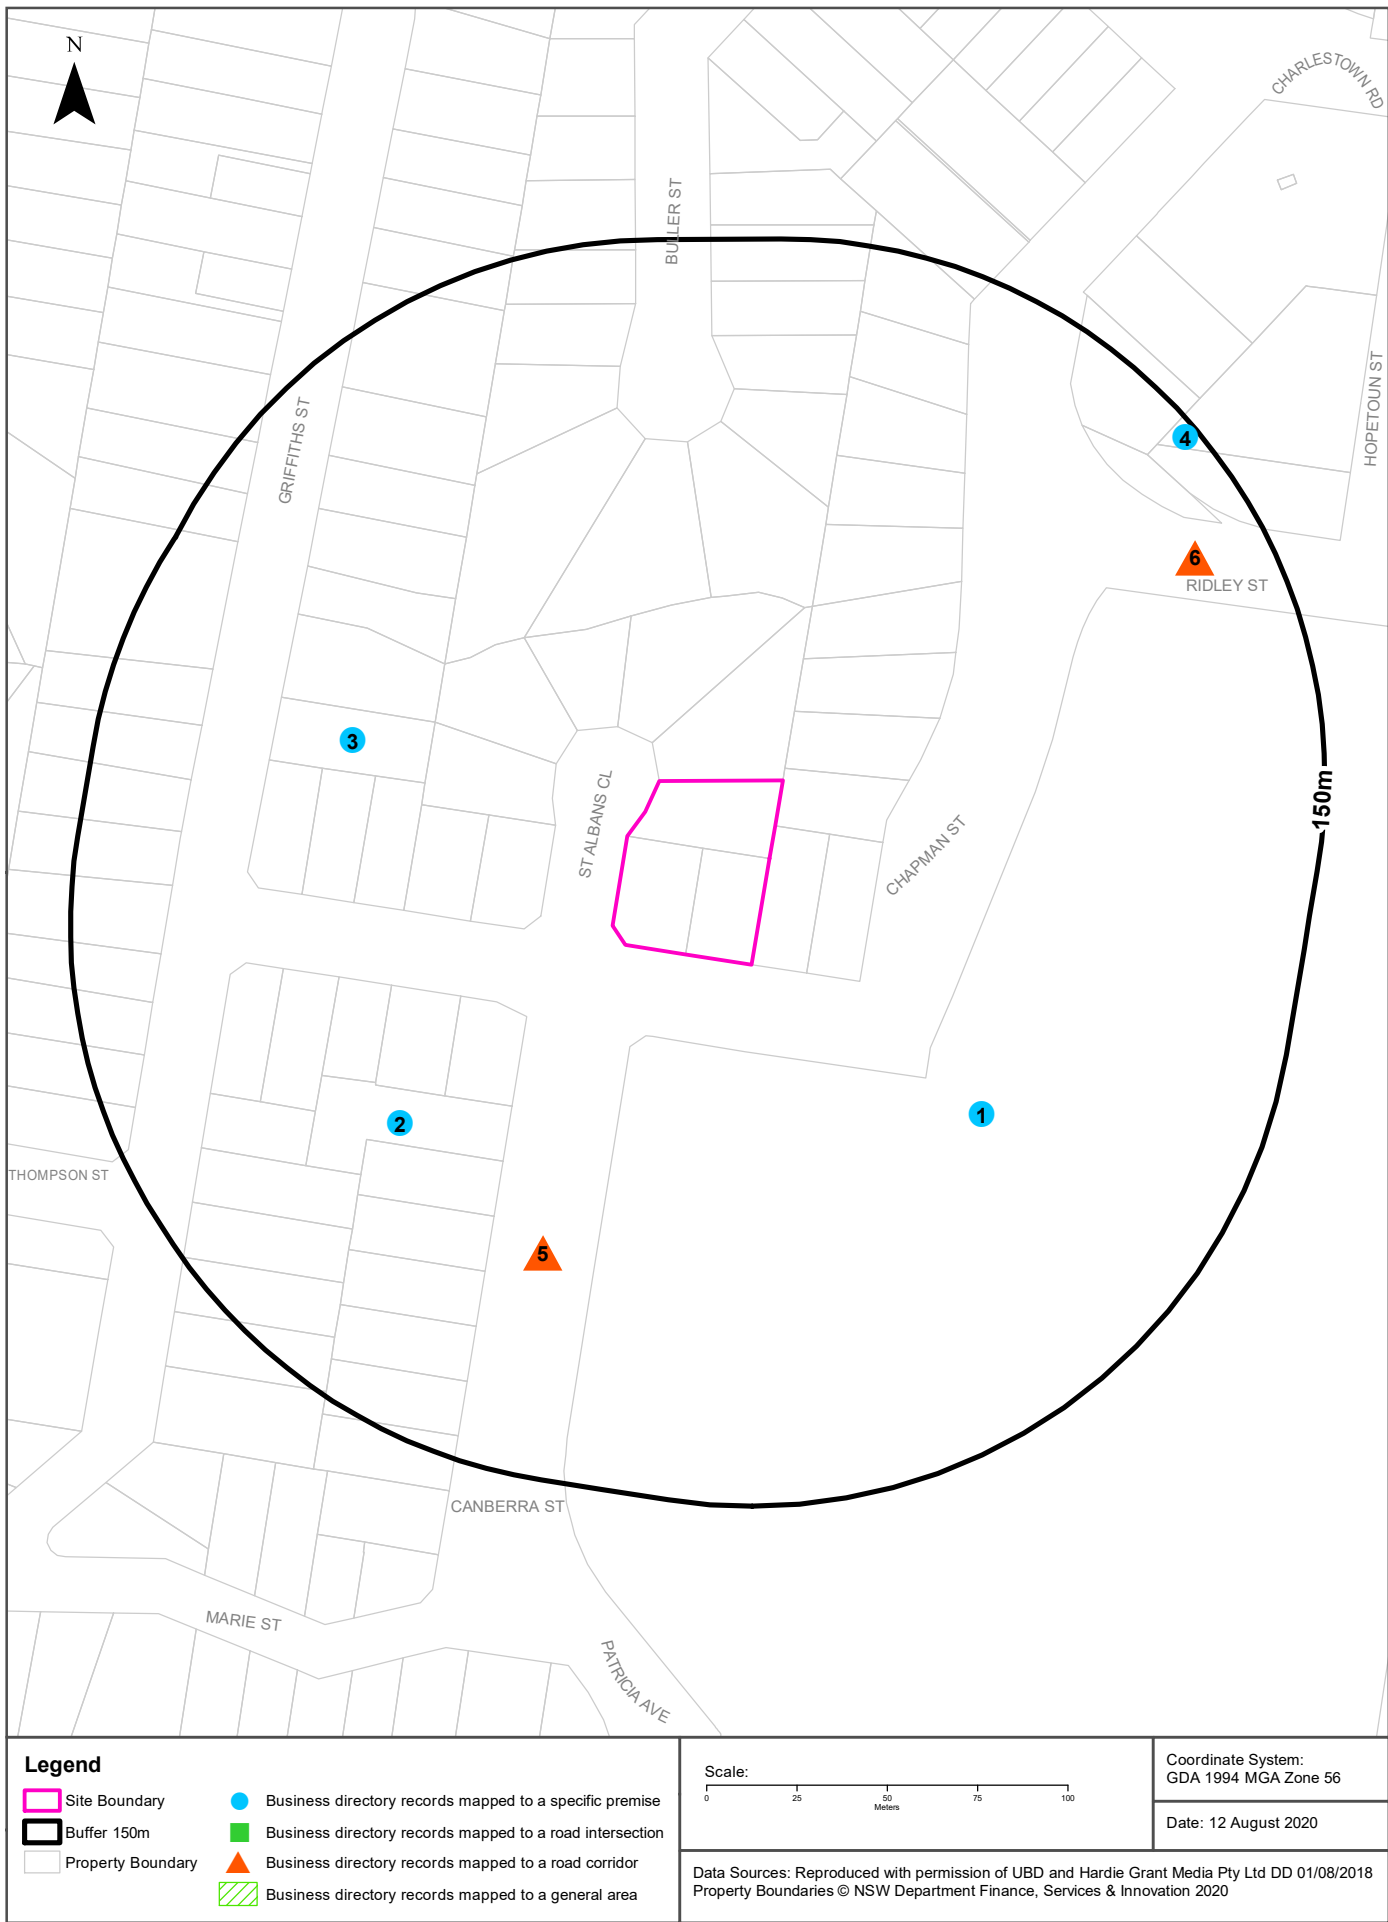 N
CHARLESTOWN RD
BULLER ST
HOPETOUN ST
GRIFFITHS ST
4
6
RIDLEY ST
3
ST ALBANS CL
150m
CHAPMAN ST
2
1
THOMPSON ST
5
CANBERRA ST
MARIE ST
PATRICIA AVE
Legend
Site Boundary
Buffer 150m
Property Boundary
Business directory records mapped to a specific premise
Business directory records mapped to a road intersection
Business directory records mapped to a road corridor
Business directory records mapped to a general area
Scale:
0 25 50 75 100
Meters
Coordinate System:
GDA 1994 MGA Zone 56
Date: 12 August 2020
Data Sources: Reproduced with permission of UBD and Hardie Grant Media Pty Ltd DD 01/08/2018
Property Boundaries © NSW Department Finance, Services & Innovation 2020